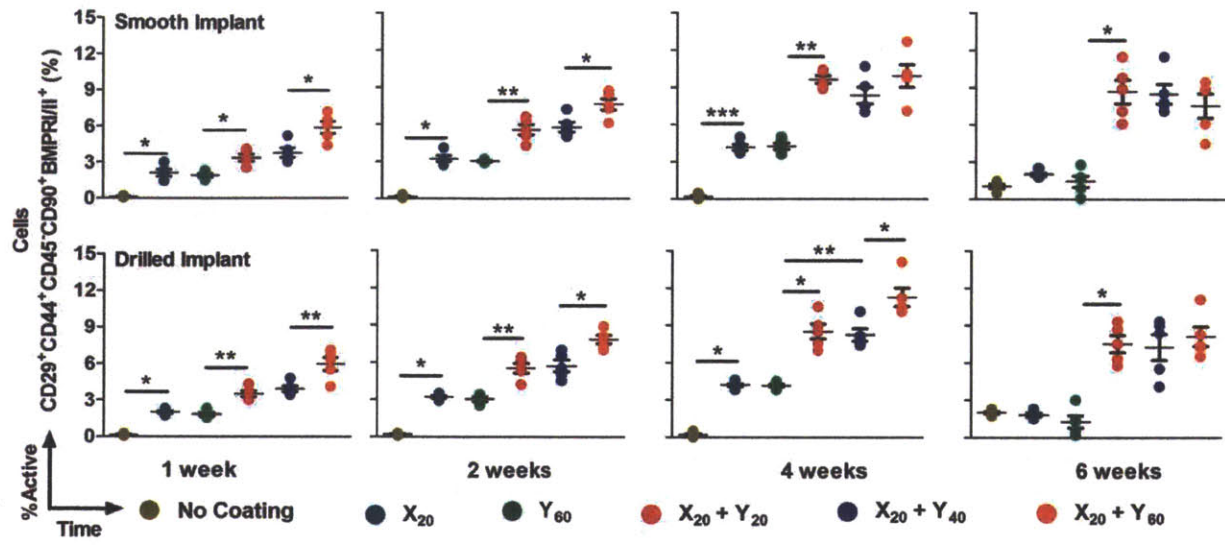 Cells
CD29⁺CD44⁺CD45⁻CD90⁺BMPRI/II⁺ (%)
%Active
Time
Smooth Implant
15
12
9
6
3
0
* * *
* ** *
*** **
*
Drilled Implant
15
12
9
6
3
0
* ** **
* ** *
* * ** *
*
1 week 2 weeks 4 weeks 6 weeks
No Coating X₂₀ Y₆₀ X₂₀ + Y₂₀ X₂₀ + Y₄₀ X₂₀ + Y₆₀